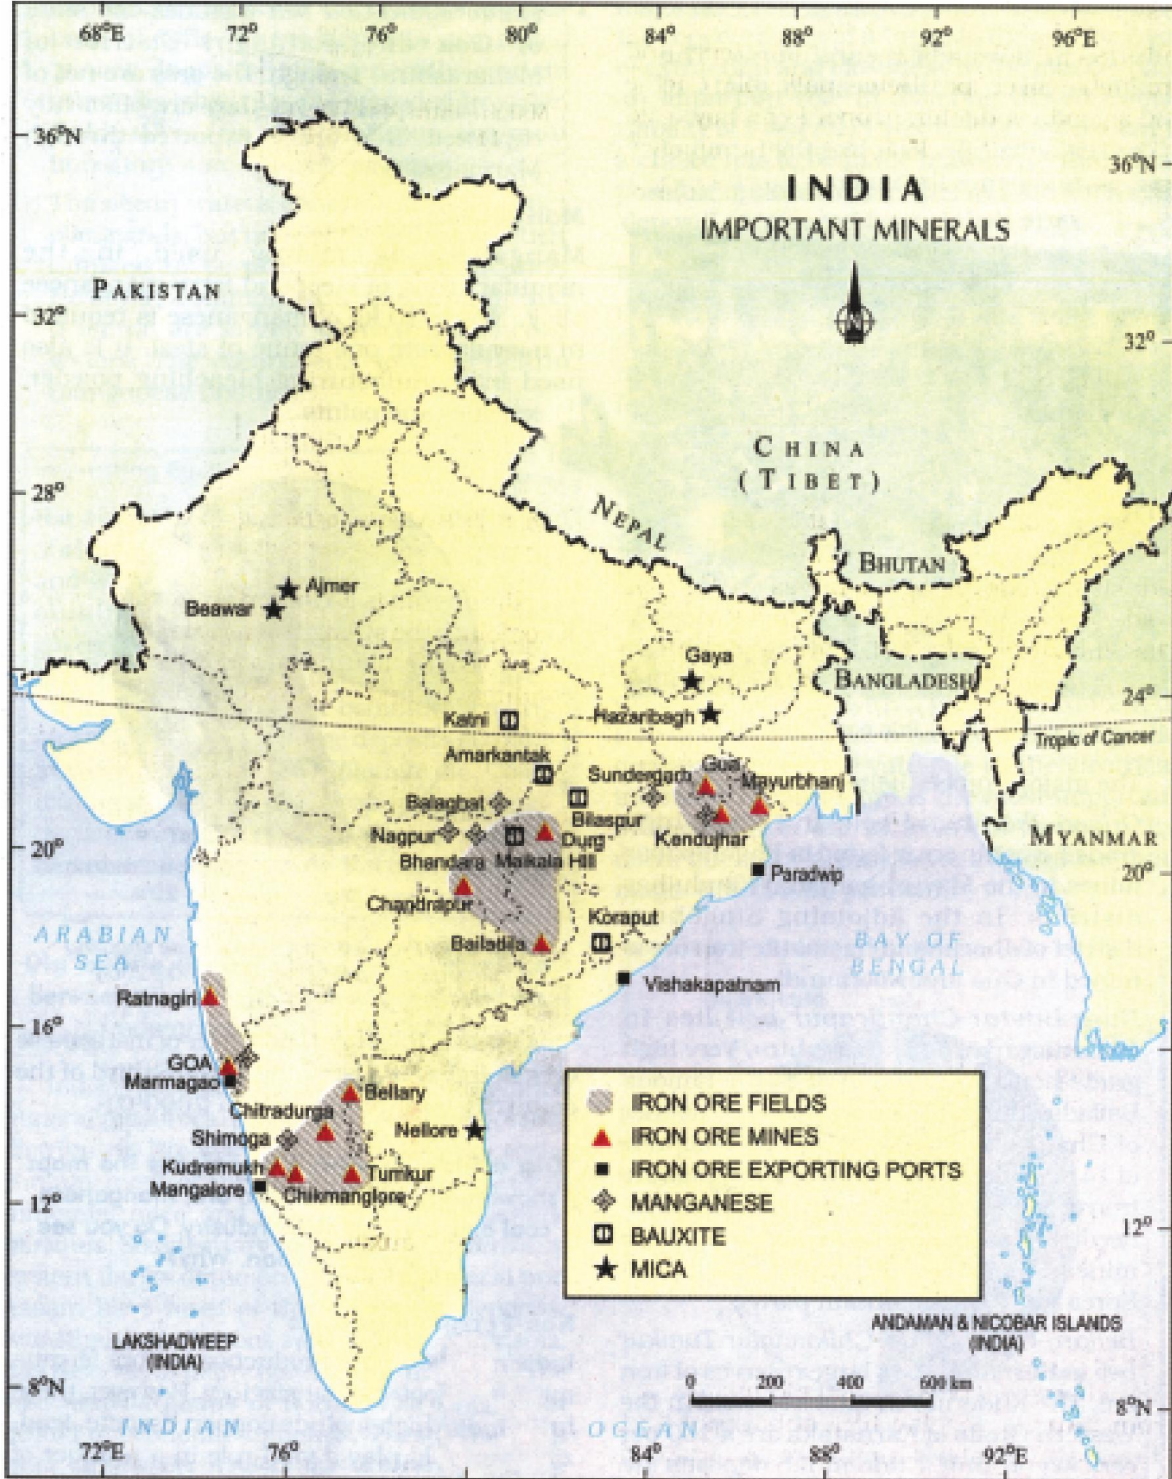 68°E
72°
76°
80°
84°
88°
92°
96°E
36°N
36°N
INDIA
IMPORTANT MINERALS
N
PAKISTAN
32°
32°
CHINA
(TIBET)
28°
NEPAL
BHUTAN
Ajmer
Beawar
Gaya
BANGLADESH
24°
Katni
Hazaribagh
Tropic of Cancer
Amarkantak
Sundergarh
Gua
Mayurbhanj
Balaghat
Bilaspur
Nagpur
Durg
Kendujhar
MYANMAR
20°
Bhandara
Maikala Hill
Paradwip
20°
Chandrapur
Koraput
ARABIAN
SEA
Bailadila
BAY OF
BENGAL
Vishakapatnam
Ratnagiri
16°
GOA
Marmagao
Bellary
Chitradurga
Shimoga
Nellore
Kudremukh
Tumkur
Mangalore
Chikmanglore
12°
12°
IRON ORE FIELDS
IRON ORE MINES
IRON ORE EXPORTING PORTS
MANGANESE
BAUXITE
MICA
LAKSHADWEEP
(INDIA)
ANDAMAN & NICOBAR ISLANDS
(INDIA)
8°N
0 200 400 600 km
8°N
INDIAN OCEAN
72°E
76°
84°
88°
92°E